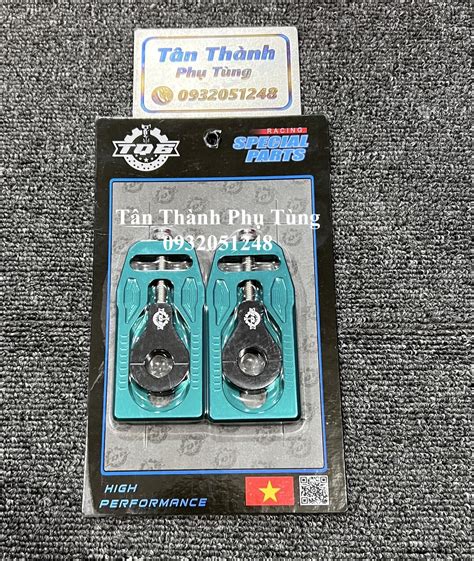 Tân Thành
Phụ Tùng
0932051248
TOB
RACING
SPECIAL
PARTS
Tân Thành Phụ Tùng
0932051248
HIGH
PERFORMANCE